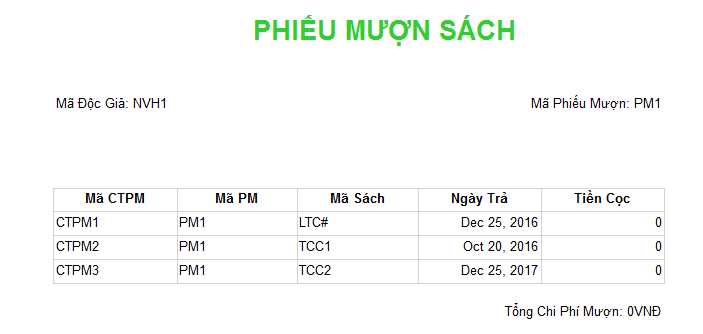 PHIẾU MƯỢN SÁCH
Mã Độc Giả: NVH1 Mã Phiếu Mượn: PM1
Mã CTPM Mã PM Mã Sách Ngày Trả Tiền Cọc
CTPM1 PM1 LTC# Dec 25, 2016 0
CTPM2 PM1 TCC1 Oct 20, 2016 0
CTPM3 PM1 TCC2 Dec 25, 2017 0
Tổng Chi Phí Mượn: 0VNĐ